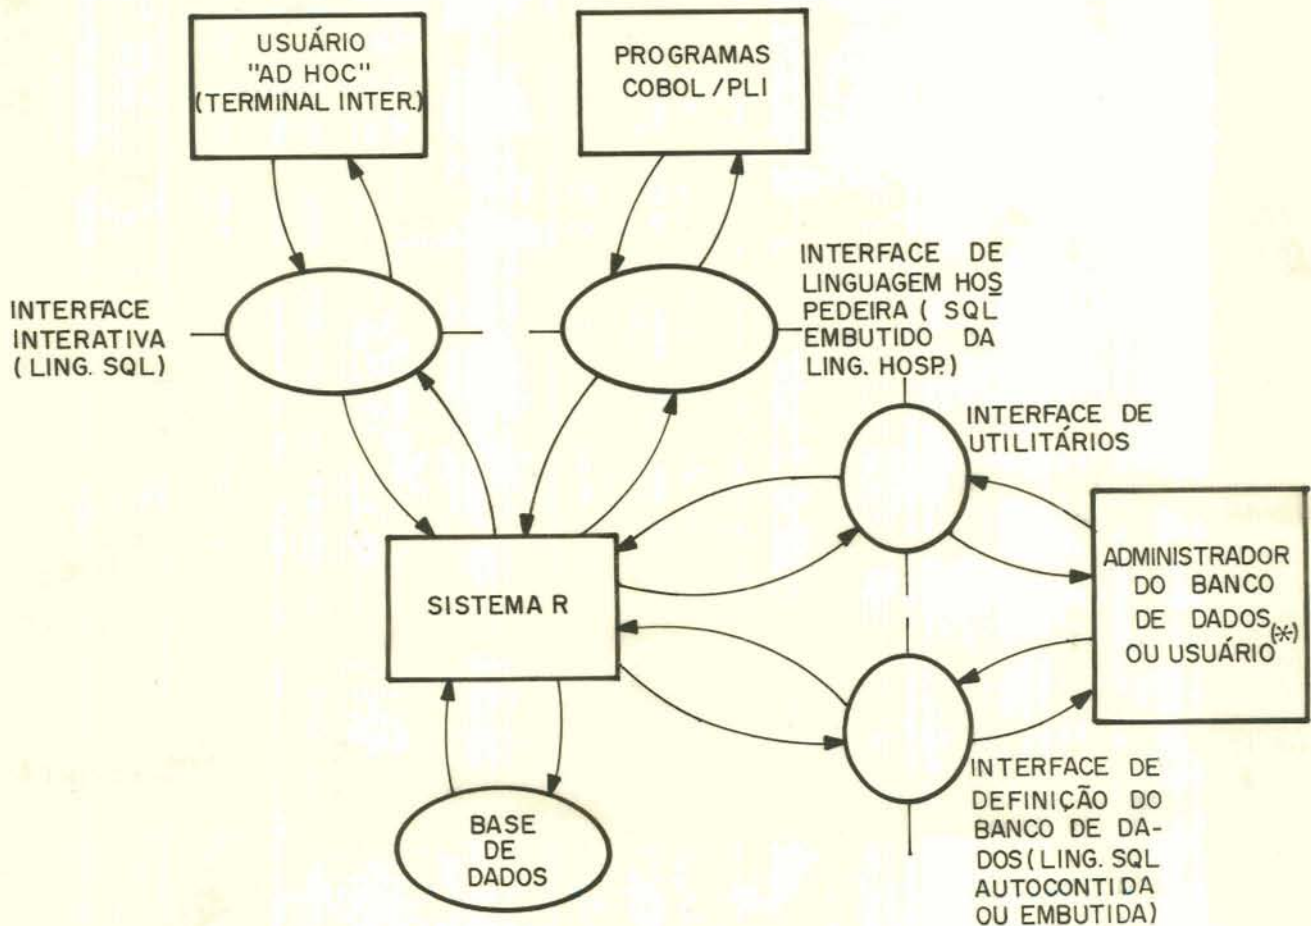 USUÁRIO
"AD HOC"
(TERMINAL INTER.)
PROGRAMAS
COBOL / PLI
INTERFACE
INTERATIVA
( LING. SQL)
INTERFACE DE
LINGUAGEM HOS
PEDEIRA ( SQL
EMBUTIDO DA
LING. HOSP.)
INTERFACE DE
UTILITÁRIOS
SISTEMA R
ADMINISTRADOR
DO BANCO
DE DADOS
OU USUÁRIO (*)
BASE
DE
DADOS
INTERFACE DE
DEFINIÇÃO DO
BANCO DE DA-
DOS (LING. SQL
AUTOCONTIDA
OU EMBUTIDA)